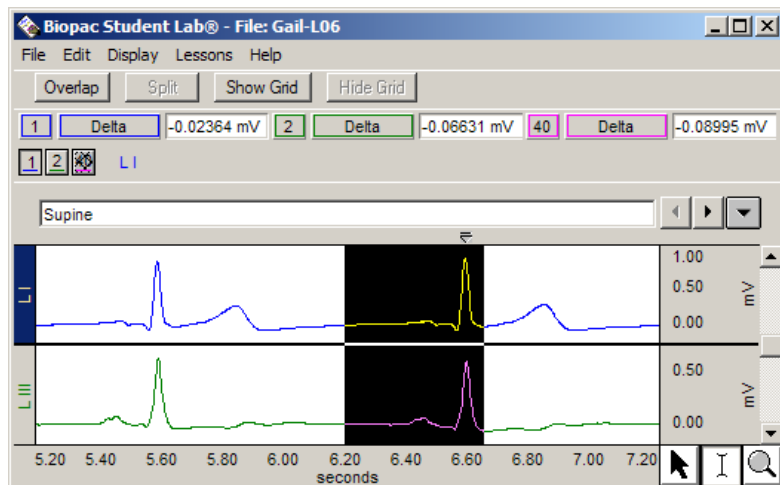 Biopac Student Lab® - File: Gail-L06
File Edit Display Lessons Help
Overlap Split Show Grid Hide Grid
1 Delta -0.02364 mV 2 Delta -0.06631 mV 40 Delta -0.08995 mV
1 2 40 L I
Supine
L I
1.00
0.50
0.00
mV
L III
0.50
0.00
mV
5.20 5.40 5.60 5.80 6.00 6.20 6.40 6.60 6.80 7.00 7.20
seconds